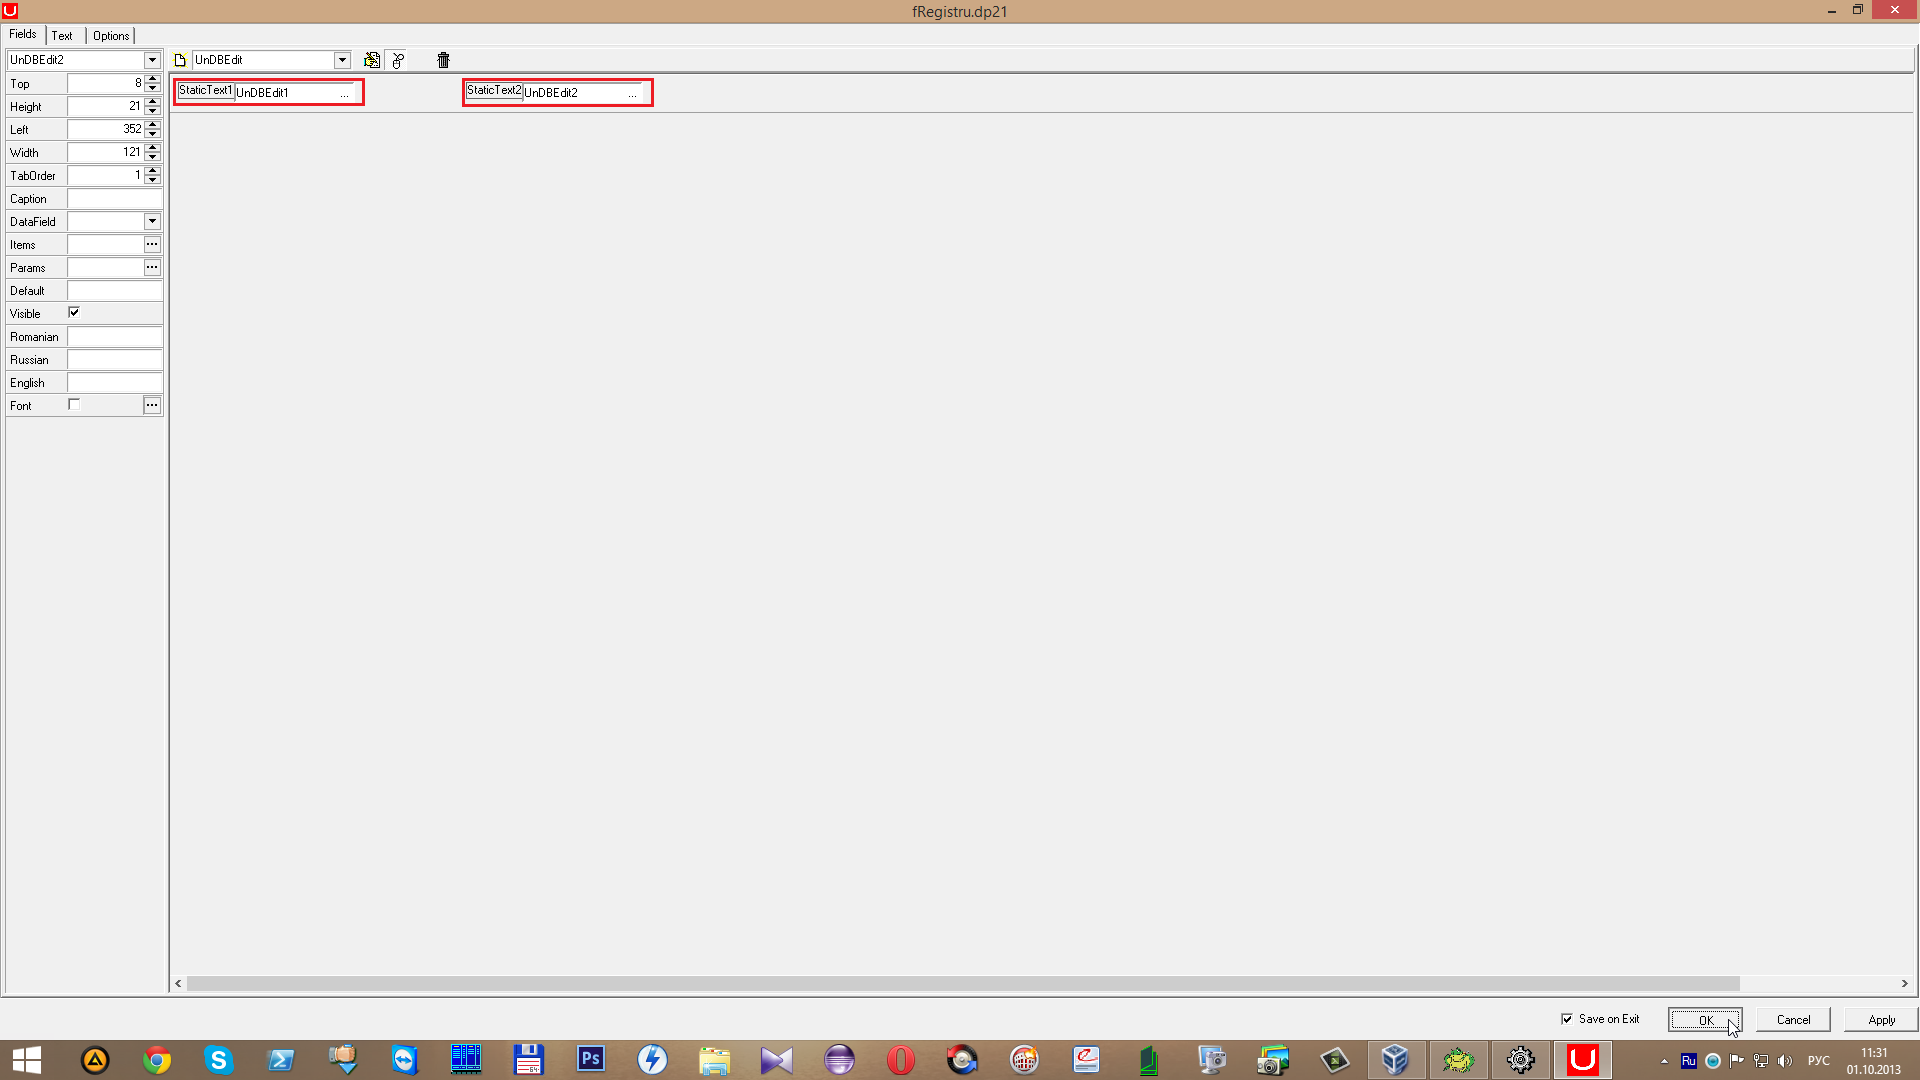 fRegistru.dp21
Fields Text Options
UnDBEdit2 UnDBEdit
Top 8
StaticText1 UnDBEdit1 ... StaticText2 UnDBEdit2 ...
Height 21
Left 352
Width 121
TabOrder 1
Caption
DataField
Items ...
Params ...
Default
Visible
Romanian
Russian
English
Font ...
Save on Exit OK Cancel Apply
Ps Ru РУС 11:31
64 01.10.2013